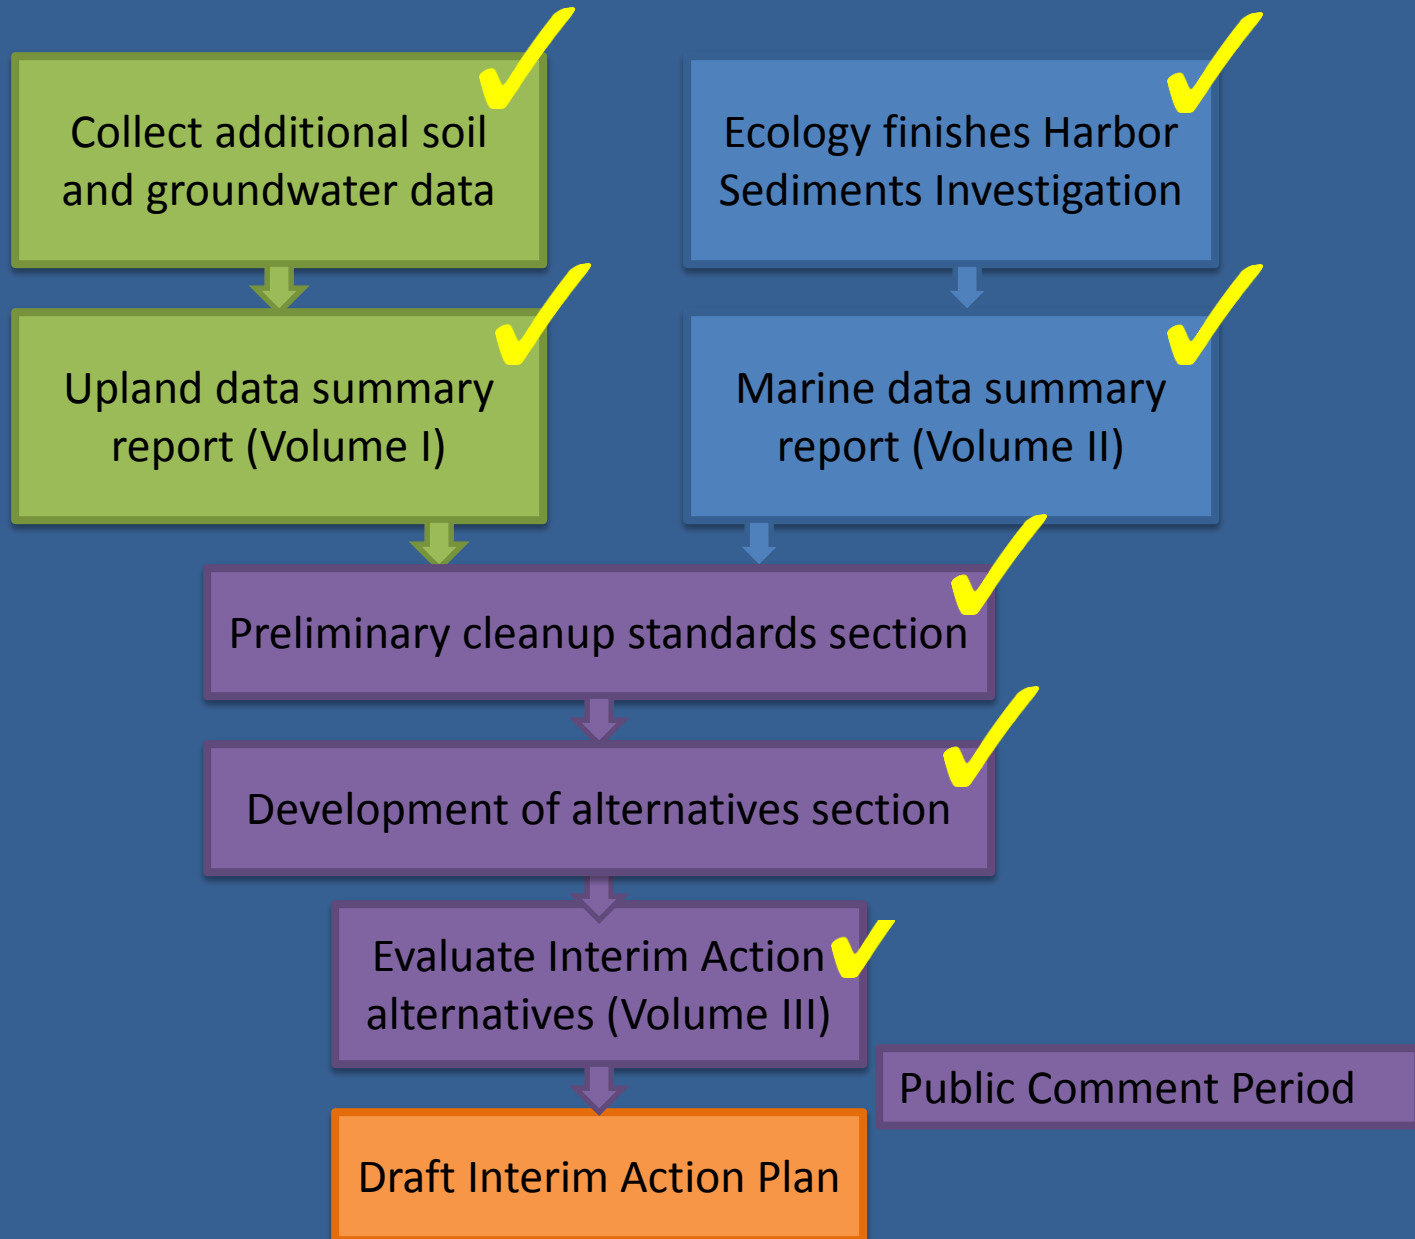 Collect additional soil
and groundwater data
Ecology finishes Harbor
Sediments Investigation
Upland data summary
report (Volume I)
Marine data summary
report (Volume II)
Preliminary cleanup standards section
Development of alternatives section
Evaluate Interim Action
alternatives (Volume III)
Public Comment Period
Draft Interim Action Plan